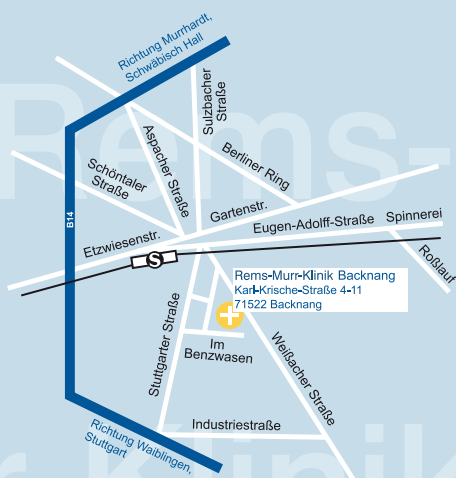 Richtung Murrhardt,
Schwäbisch Hall
Sulzbacher
Straße
Aspacher Straße
Berliner Ring
Schöntaler
Straße
Gartenstr.
Eugen-Adolff-Straße
Spinnerei
B14
Etzwiesenstr.
Roßlauf
S
Rems-Murr-Klinik Backnang
Karl-Krische-Straße 4-11
71522 Backnang
Stuttgarter Straße
Im
Benzwasen
Weißacher Straße
Industriestraße
Richtung Waiblingen,
Stuttgart
Rems-
r Klinik